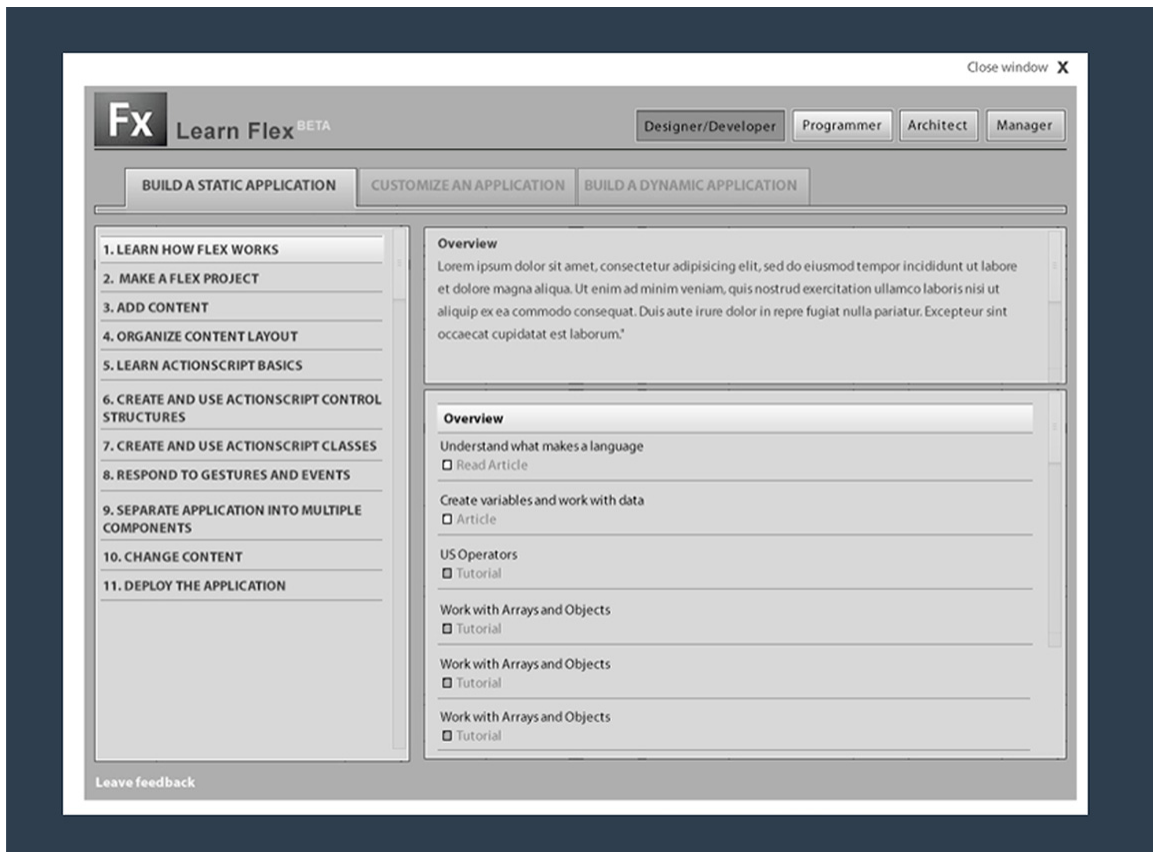 Close window X
Fx Learn Flex BETA
Designer/Developer Programmer Architect Manager
BUILD A STATIC APPLICATION CUSTOMIZE AN APPLICATION BUILD A DYNAMIC APPLICATION
1. LEARN HOW FLEX WORKS
2. MAKE A FLEX PROJECT
3. ADD CONTENT
4. ORGANIZE CONTENT LAYOUT
5. LEARN ACTIONSCRIPT BASICS
6. CREATE AND USE ACTIONSCRIPT CONTROL
STRUCTURES
7. CREATE AND USE ACTIONSCRIPT CLASSES
8. RESPOND TO GESTURES AND EVENTS
9. SEPARATE APPLICATION INTO MULTIPLE
COMPONENTS
10. CHANGE CONTENT
11. DEPLOY THE APPLICATION
Overview
Lorem ipsum dolor sit amet, consectetur adipisicing elit, sed do eiusmod tempor incididunt ut labore
et dolore magna aliqua. Ut enim ad minim veniam, quis nostrud exercitation ullamco laboris nisi ut
aliquip ex ea commodo consequat. Duis aute irure dolor in repre fugiat nulla pariatur. Excepteur sint
occaecat cupidatat est laborum."
Overview
Understand what makes a language
Read Article
Create variables and work with data
Article
US Operators
Tutorial
Work with Arrays and Objects
Tutorial
Work with Arrays and Objects
Tutorial
Work with Arrays and Objects
Tutorial
Leave feedback